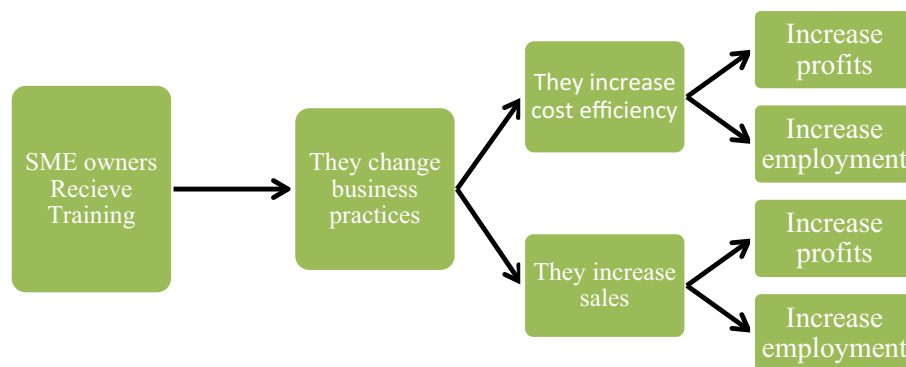 SME owners
Recieve
Training
They change
business
practices
They increase
cost efficiency
Increase
profits
Increase
employment
They increase
sales
Increase
profits
Increase
employment